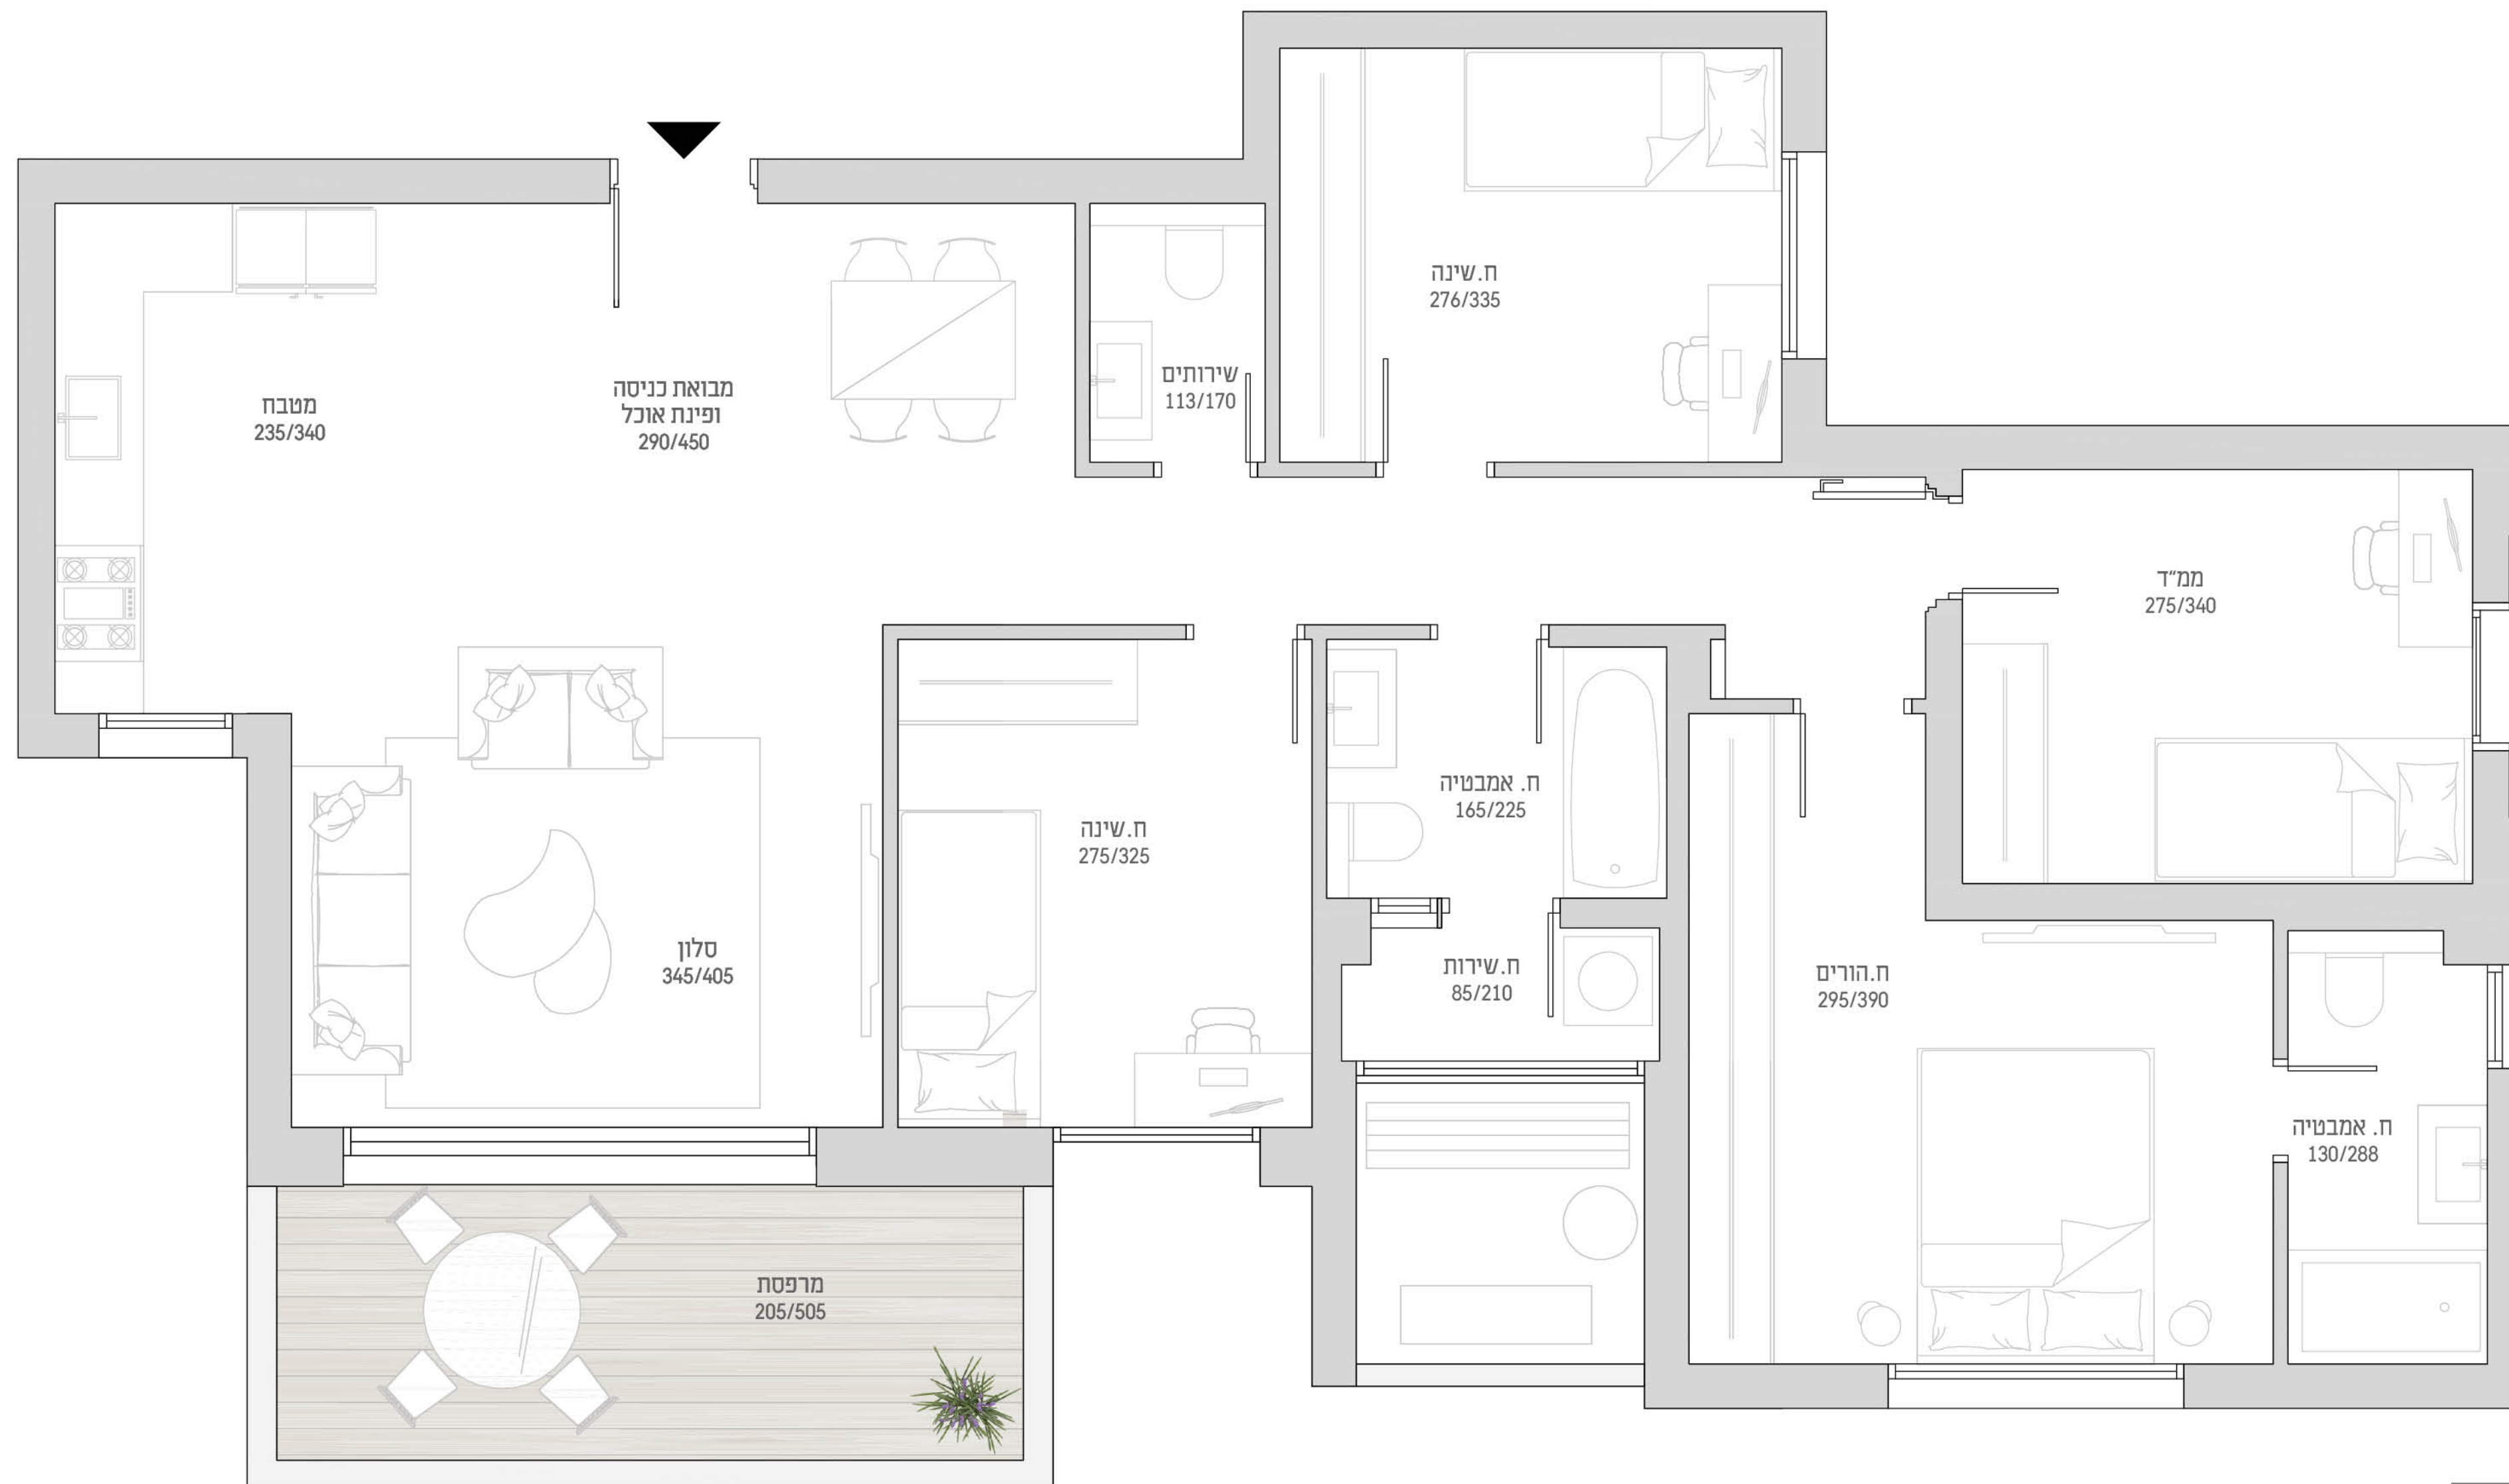 ח.שינה
276/335
שירותים
113/170
מבואת כניסה
ופינת אוכל
290/450
מטבח
235/340
ממ״ד
275/340
ח. אמבטיה
165/225
ח.שינה
275/325
סלון
345/405
ח.שירות
85/210
ח.הורים
295/390
ח. אמבטיה
130/288
מרפסת
205/505